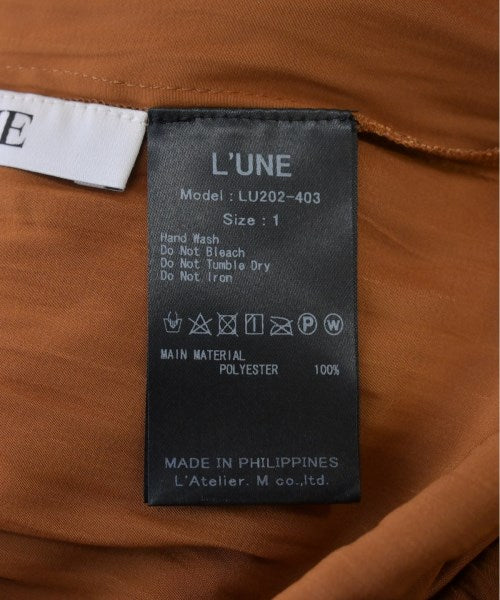 E
L'UNE
Model : LU202-403
Size : 1
Hand Wash
Do Not Bleach
Do Not Tumble Dry
Do Not Iron
P W
MAIN MATERIAL
POLYESTER 100%
MADE IN PHILIPPINES
L'Atelier. M co.,ltd.